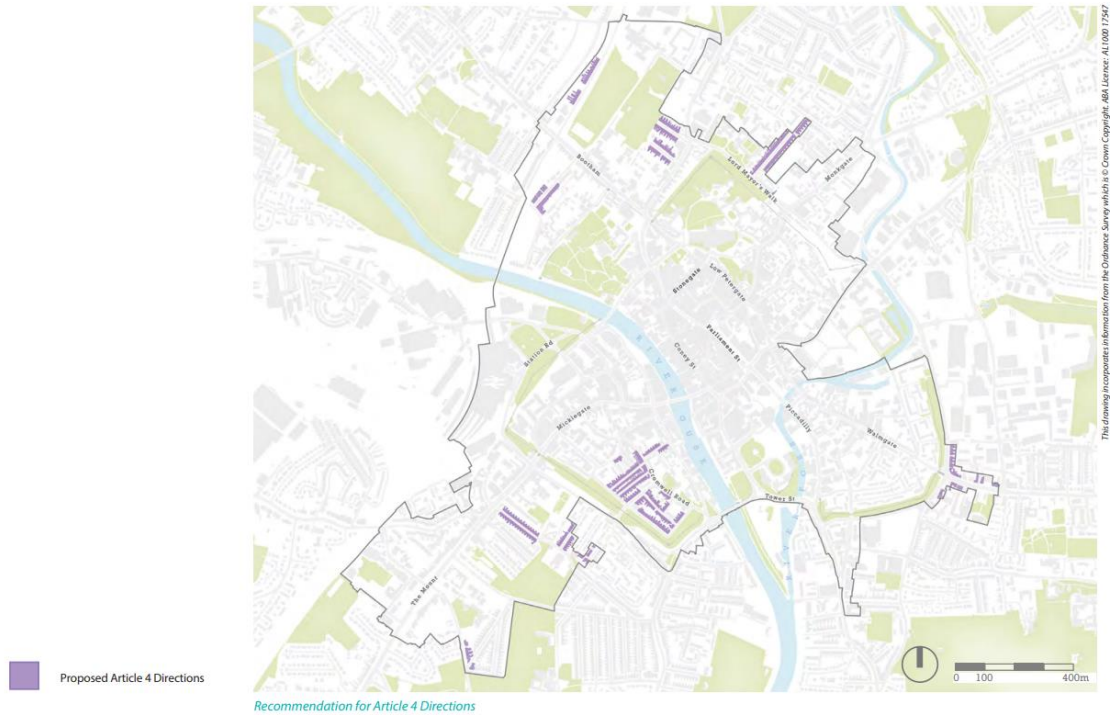 This drawing incorporates information from the Ordnance Survey which is © Crown Copyright. ABA Licence: AL1000 17547
Bootham
Lord Mayor's Walk
Monkgate
Stonegate
Low Petergate
Parliament St
Coney St
Station Rd
RIVER OUSE
Micklegate
Piccadilly
Walmgate
Cromwell Road
Tower St
RIVER FOSS
The Mount
0 100 400m
Proposed Article 4 Directions
Recommendation for Article 4 Directions